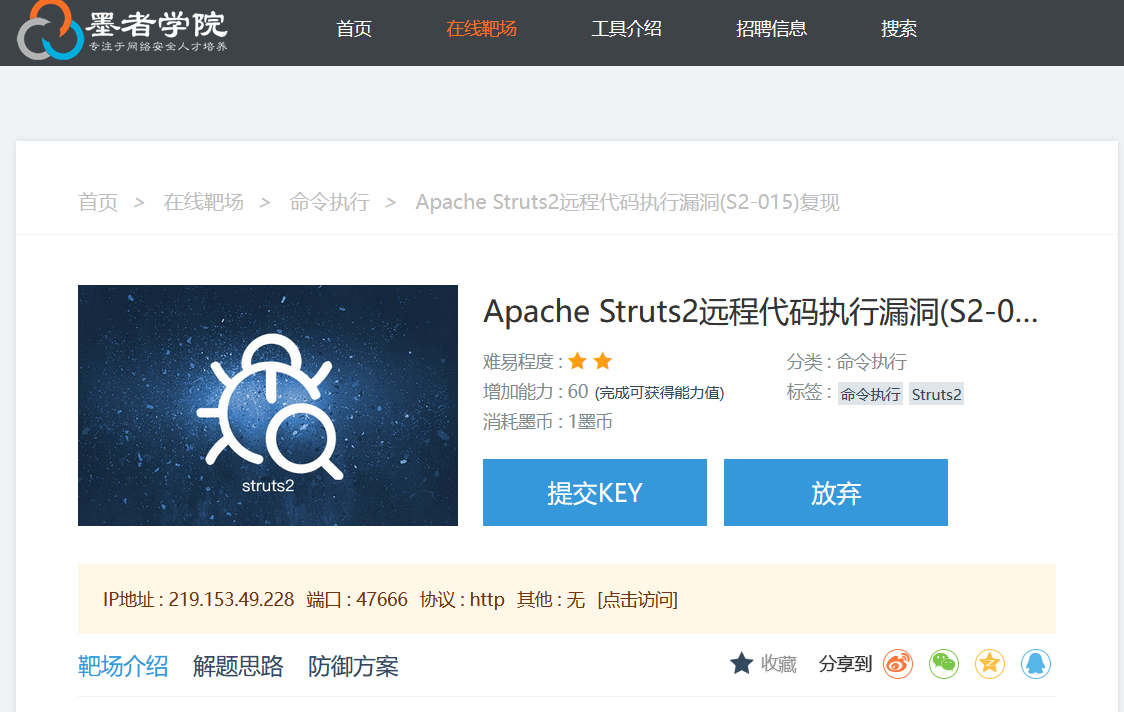 墨者学院
专注于网络安全人才培养
首页 在线靶场 工具介绍 招聘信息 搜索
首页 > 在线靶场 > 命令执行 > Apache Struts2远程代码执行漏洞(S2-015)复现
Apache Struts2远程代码执行漏洞(S2-0...
难易程度 : 分类 : 命令执行
增加能力 : 60 (完成可获得能力值) 标签 : 命令执行 Struts2
消耗墨币 : 1墨币
struts2
提交KEY 放弃
IP地址 : 219.153.49.228 端口 : 47666 协议 : http 其他 : 无 [点击访问]
靶场介绍 解题思路 防御方案 收藏 分享到